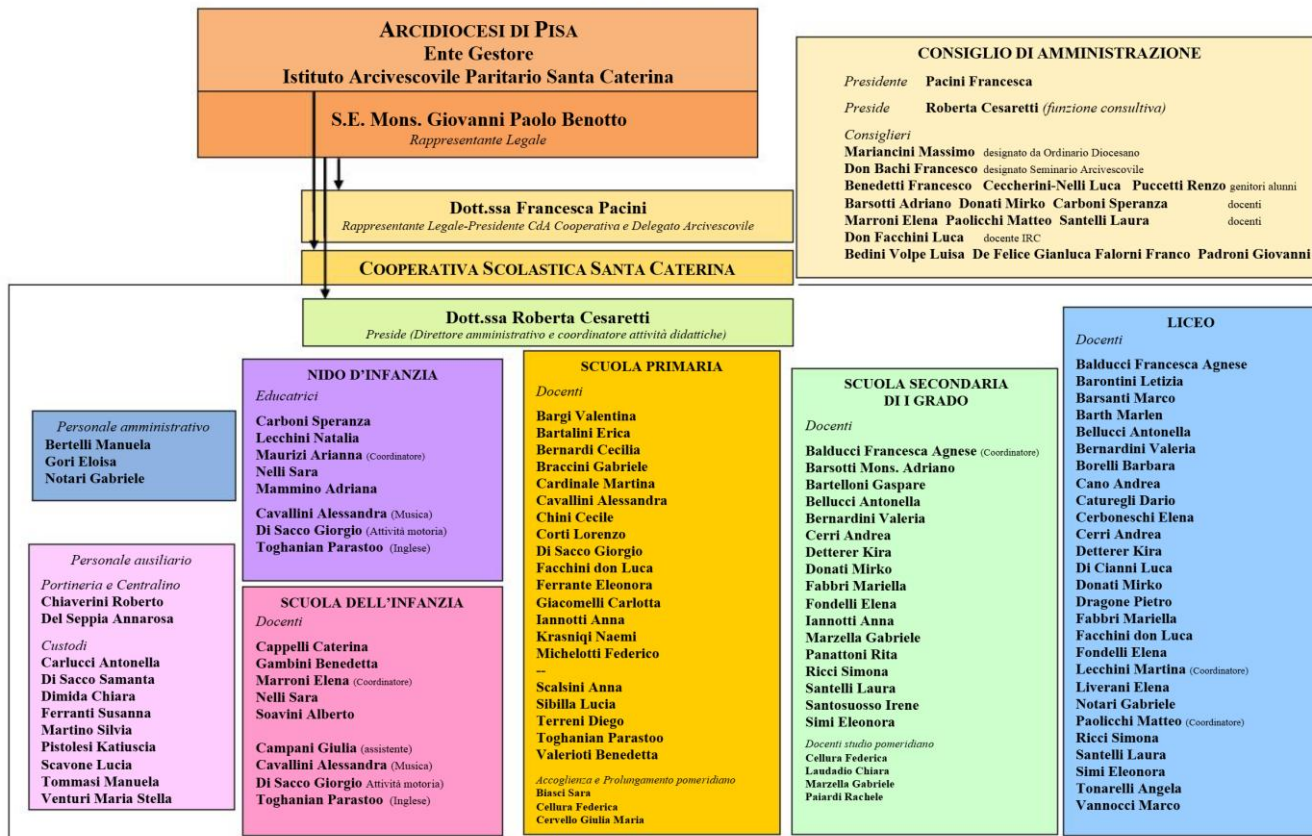 ARCIDIOCESI DI PISA
Ente Gestore
Istituto Arcivescovile Paritario Santa Caterina
S.E. Mons. Giovanni Paolo Benotto
Rappresentante Legale
CONSIGLIO DI AMMINISTRAZIONE
Presidente Pacini Francesca
Preside Roberta Cesaretti (funzione consultiva)
Consiglieri
Mariancini Massimo designato da Ordinario Diocesano
Don Bachi Francesco designato Seminario Arcivescovile
Benedetti Francesco Ceccherini-Nelli Luca Puccetti Renzo genitori alunni
Barsotti Adriano Donati Mirko Carboni Speranza docenti
Marroni Elena Paolicchi Matteo Santelli Laura docenti
Don Facchini Luca docente IRC
Bedini Volpe Luisa De Felice Gianluca Falorni Franco Padroni Giovanni
Dott.ssa Francesca Pacini
Rappresentante Legale-Presidente CdA Cooperativa e Delegato Arcivescovile
COOPERATIVA SCOLASTICA SANTA CATERINA
Dott.ssa Roberta Cesaretti
Preside (Direttore amministrativo e coordinatore attività didattiche)
Personale amministrativo
Bertelli Manuela
Gori Eloisa
Notari Gabriele
Personale ausiliario
Portineria e Centralino
Chiaverini Roberto
Del Seppia Annarosa
Custodi
Carlucci Antonella
Di Sacco Samanta
Dimida Chiara
Ferranti Susanna
Martino Silvia
Pistolesi Katiuscia
Scavone Lucia
Tommasi Manuela
Venturi Maria Stella
NIDO D'INFANZIA
Educatrici
Carboni Speranza
Lecchini Natalia
Maurizi Arianna (Coordinatore)
Nelli Sara
Mammino Adriana
Cavallini Alessandra (Musica)
Di Sacco Giorgio (Attività motoria)
Toghanian Parastoo (Inglese)
SCUOLA DELL'INFANZIA
Docenti
Cappelli Caterina
Gambini Benedetta
Marroni Elena (Coordinatore)
Nelli Sara
Soavini Alberto
Campani Giulia (assistente)
Cavallini Alessandra (Musica)
Di Sacco Giorgio Attività motoria)
Toghanian Parastoo (Inglese)
SCUOLA PRIMARIA
Docenti
Bargi Valentina
Bartalini Erica
Bernardi Cecilia
Braccini Gabriele
Cardinale Martina
Cavallini Alessandra
Chini Cecile
Corti Lorenzo
Di Sacco Giorgio
Facchini don Luca
Ferrante Eleonora
Giacomelli Carlotta
Iannotti Anna
Krasniqi Naemi
Michelotti Federico
--
Scalsini Anna
Sibilla Lucia
Terreni Diego
Toghanian Parastoo
Valerioti Benedetta
Accoglienza e Prolungamento pomeridiano
Biasci Sara
Cellura Federica
Cervello Giulia Maria
SCUOLA SECONDARIA
DI I GRADO
Docenti
Balducci Francesca Agnese (Coordinatore)
Barsotti Mons. Adriano
Bartelloni Gaspare
Bellucci Antonella
Bernardini Valeria
Cerri Andrea
Detterer Kira
Donati Mirko
Fabbri Mariella
Fondelli Elena
Iannotti Anna
Marzella Gabriele
Panattoni Rita
Ricci Simona
Santelli Laura
Santosuosso Irene
Simi Eleonora
Docenti studio pomeridiano
Cellura Federica
Laudadio Chiara
Marzella Gabriele
Paiardi Rachele
LICEO
Docenti
Balducci Francesca Agnese
Barontini Letizia
Barsanti Marco
Barth Marlen
Bellucci Antonella
Bernardini Valeria
Borelli Barbara
Cano Andrea
Caturegli Dario
Cerboneschi Elena
Cerri Andrea
Detterer Kira
Di Cianni Luca
Donati Mirko
Dragone Pietro
Fabbri Mariella
Facchini don Luca
Fondelli Elena
Lecchini Martina (Coordinatore)
Liverani Elena
Notari Gabriele
Paolicchi Matteo (Coordinatore)
Ricci Simona
Santelli Laura
Simi Eleonora
Tonarelli Angela
Vannocci Marco